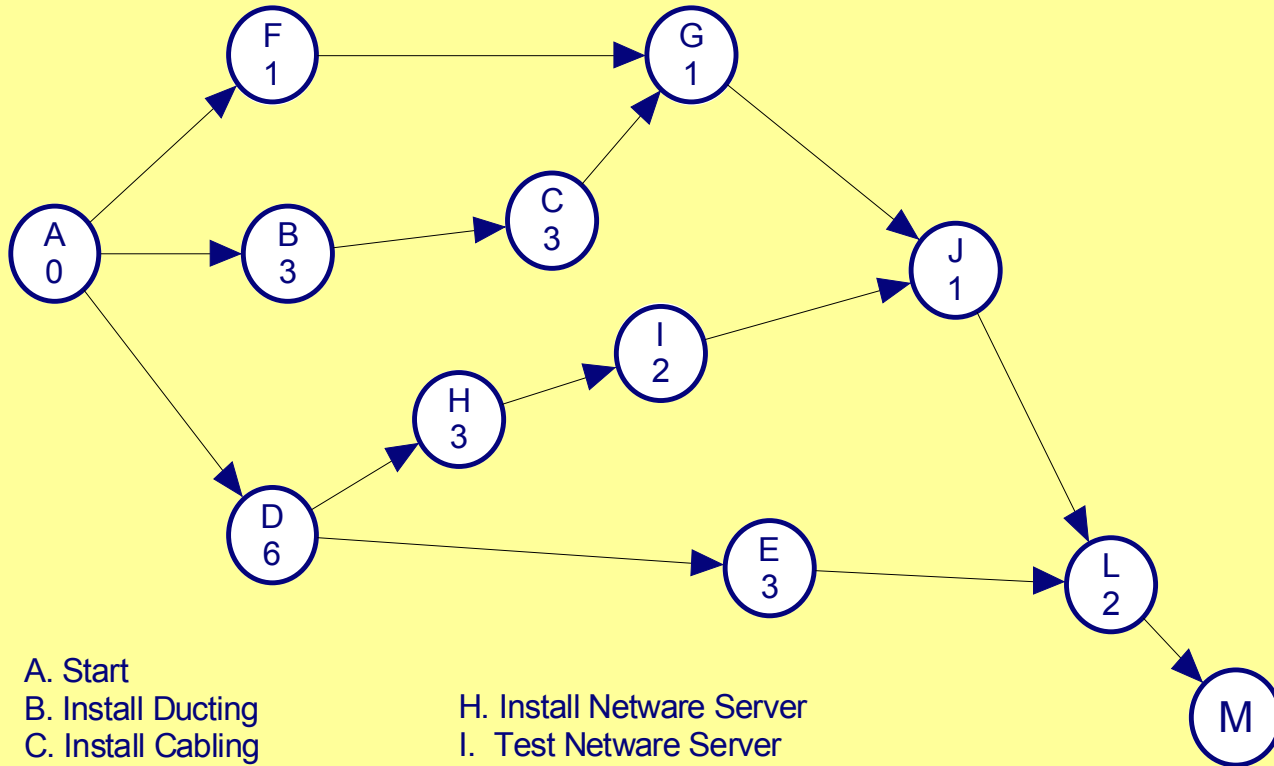 F
1
G
1
C
3
A
0
B
3
J
1
I
2
H
3
D
6
E
3
L
2
M
A. Start
B. Install Ducting
C. Install Cabling
H. Install Netware Server
I. Test Netware Server